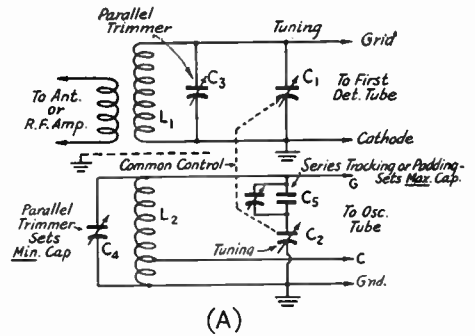 Parallel
Trimmer
Tuning
Grid
C3
C1
To Ant.
or
R.F. Amp.
L1
To First
Det. Tube
Cathode
Common Control
Series Tracking or Padding-
Sets Max. Cap.
G
C5
L2
Parallel
Trimmer
Sets
Min. Cap
C4
To Osc.
Tube
C2
Tuning
C
Gnd.
(A)